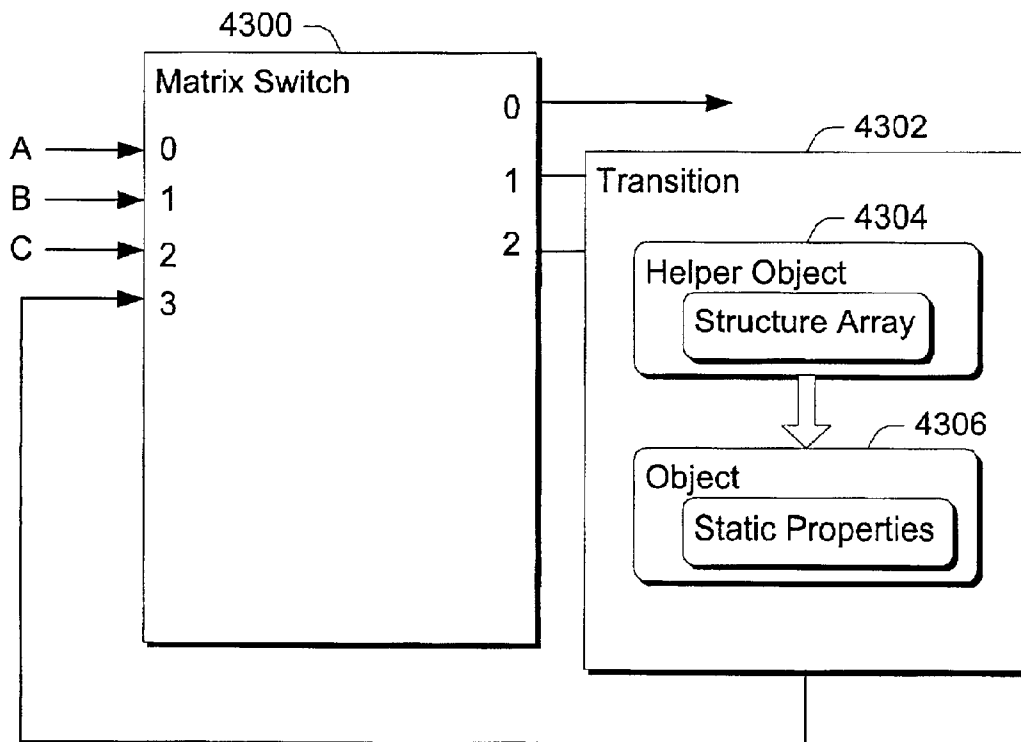 4300
Matrix Switch
0
A
0
4302
B
1
1
Transition
C
2
2
4304
3
Helper Object
Structure Array
4306
Object
Static Properties